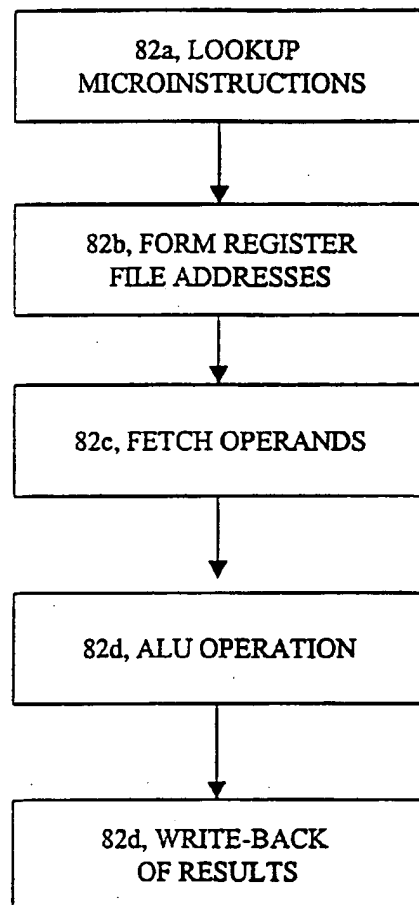 82a, LOOKUP
MICROINSTRUCTIONS
82b, FORM REGISTER
FILE ADDRESSES
82c, FETCH OPERANDS
82d, ALU OPERATION
82d, WRITE-BACK
OF RESULTS